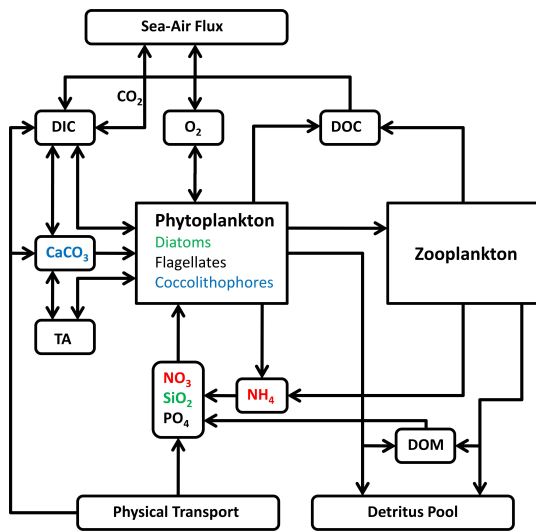 Sea-Air Flux
CO₂
DIC
O₂
DOC
Phytoplankton
Diatoms
Flagellates
Coccolithophores
Zooplankton
CaCO₃
TA
NO₃
SiO₂
PO₄
NH₄
DOM
Physical Transport
Detritus Pool